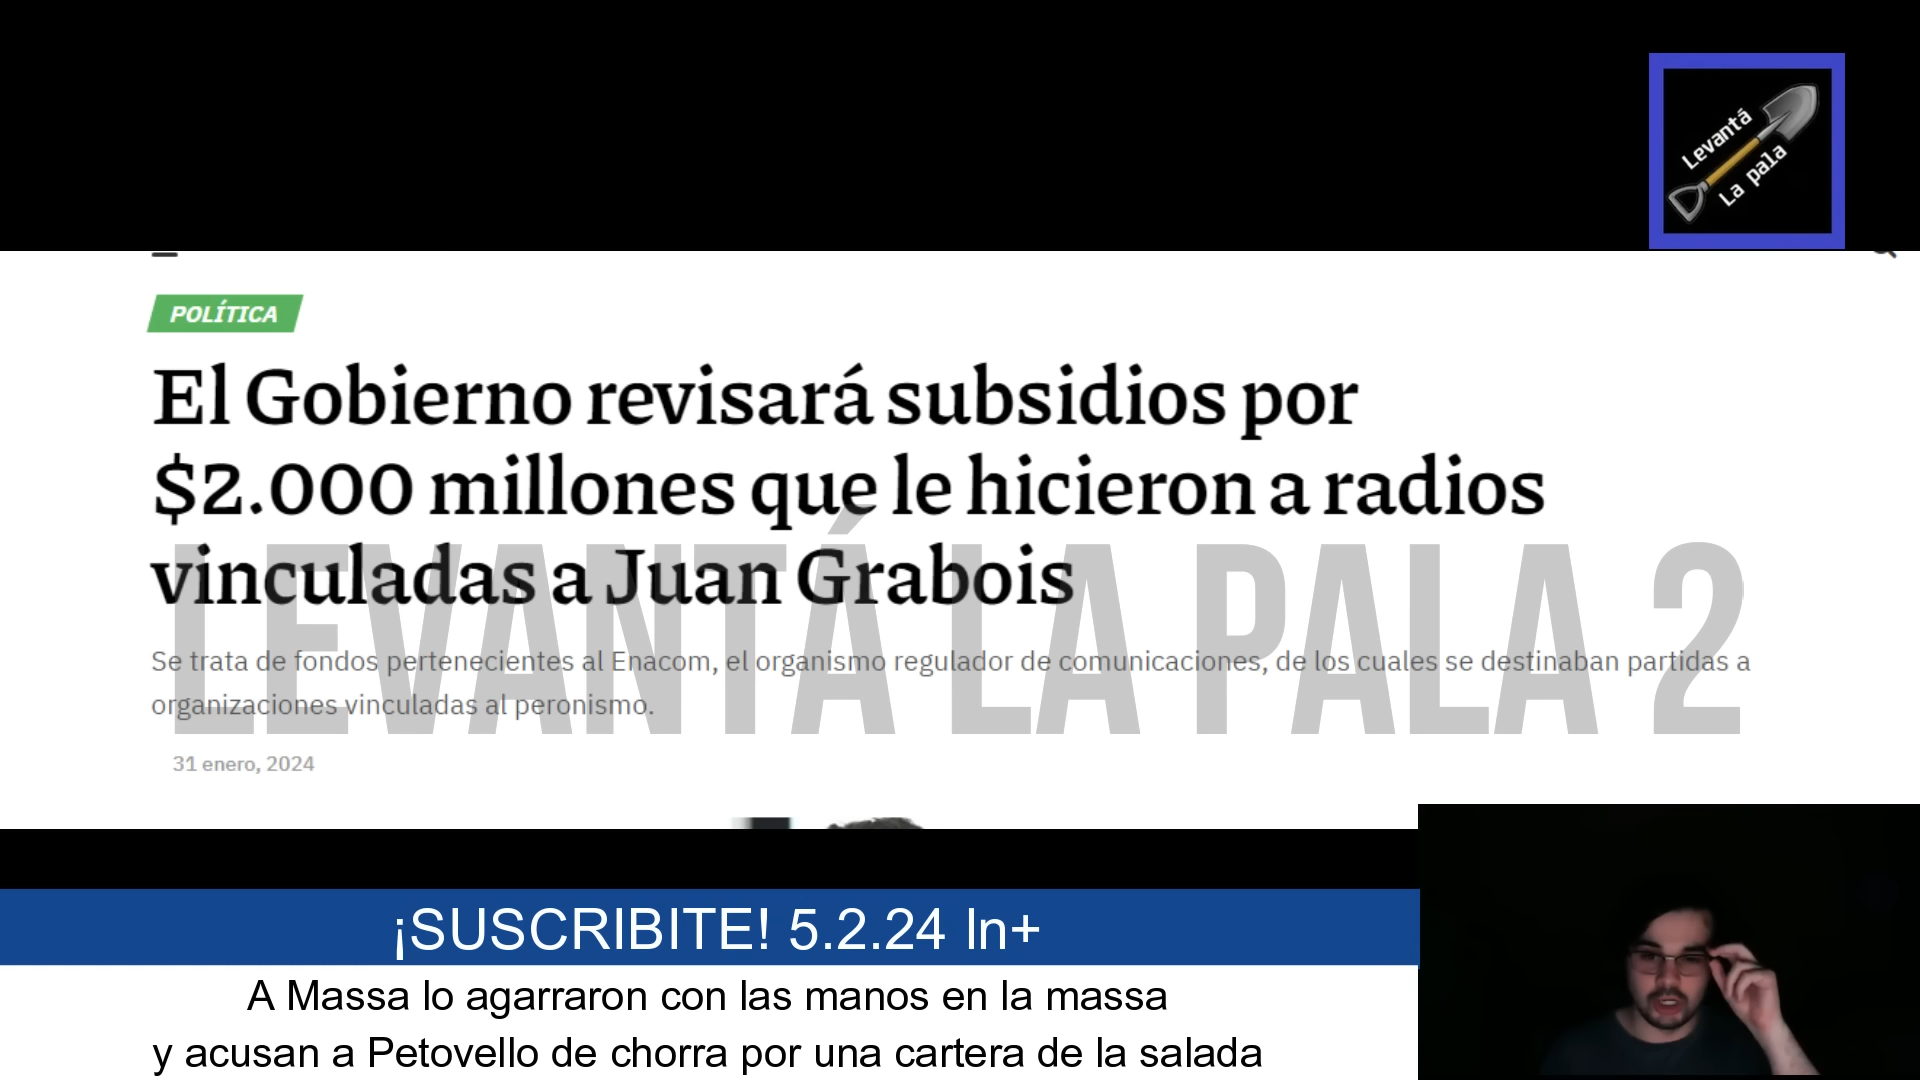 Levantá
La pala
POLÍTICA
El Gobierno revisará subsidios por
$2.000 millones que le hicieron a radios
vinculadas a Juan Grabois
LEVANTÁ LA PALA 2
Se trata de fondos pertenecientes al Enacom, el organismo regulador de comunicaciones, de los cuales se destinaban partidas a
organizaciones vinculadas al peronismo.
31 enero, 2024
¡SUSCRIBITE! 5.2.24 ln+
A Massa lo agarraron con las manos en la massa
y acusan a Petovello de chorra por una cartera de la salada